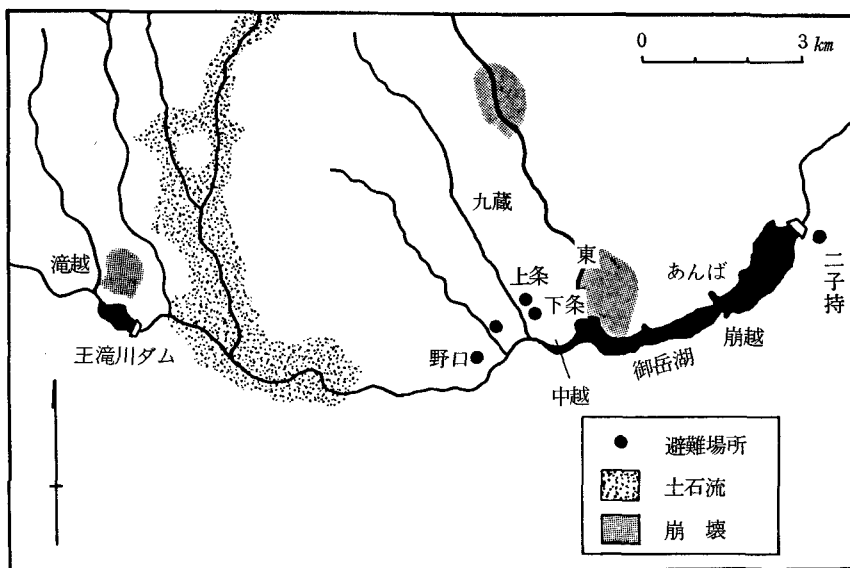 0 3 km
九蔵
滝越
東
上条
あんば
二子持
下条
崩越
王滝川ダム
野口
御岳湖
中越
避難場所
土石流
崩壊